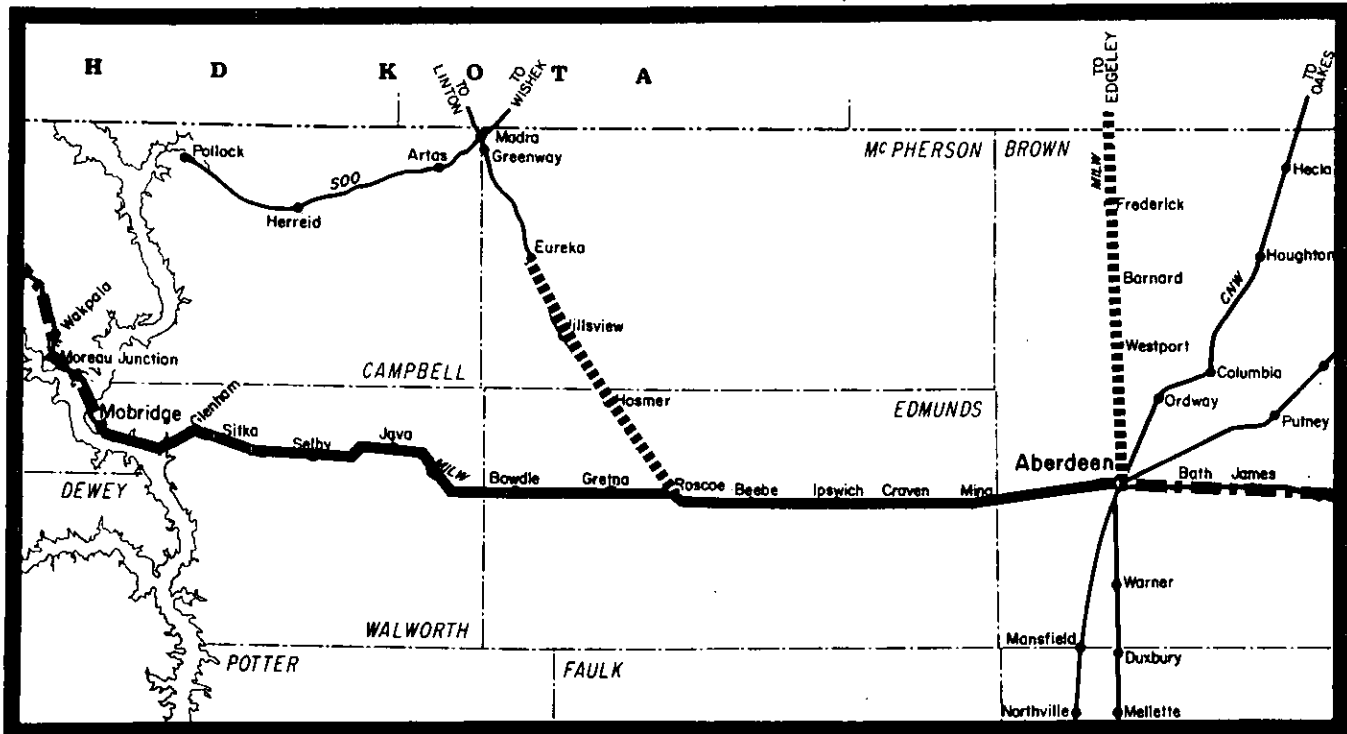 H D K O T A
TO LINTON
TO WISHEK
TO EDGELEY
TO OAKES
Madra
Greenway
Pollock
Artas
SOO
Herreid
McPHERSON
BROWN
MILW
Hecla
Frederick
Eureka
Houghton
Barnard
CNW
Wakpala
Hillsview
Westport
Moreau Junction
CAMPBELL
Columbia
Hosmer
Ordway
EDMUNDS
Putney
Mobridge
Glenham
Sitka
Selby
Java
MILW
Aberdeen
DEWEY
Bowdle
Gretna
Roscoe
Beebe
Ipswich
Craven
Mina
Bath
James
Warner
WALWORTH
Mansfield
POTTER
FAULK
Duxbury
Northville
Mellette